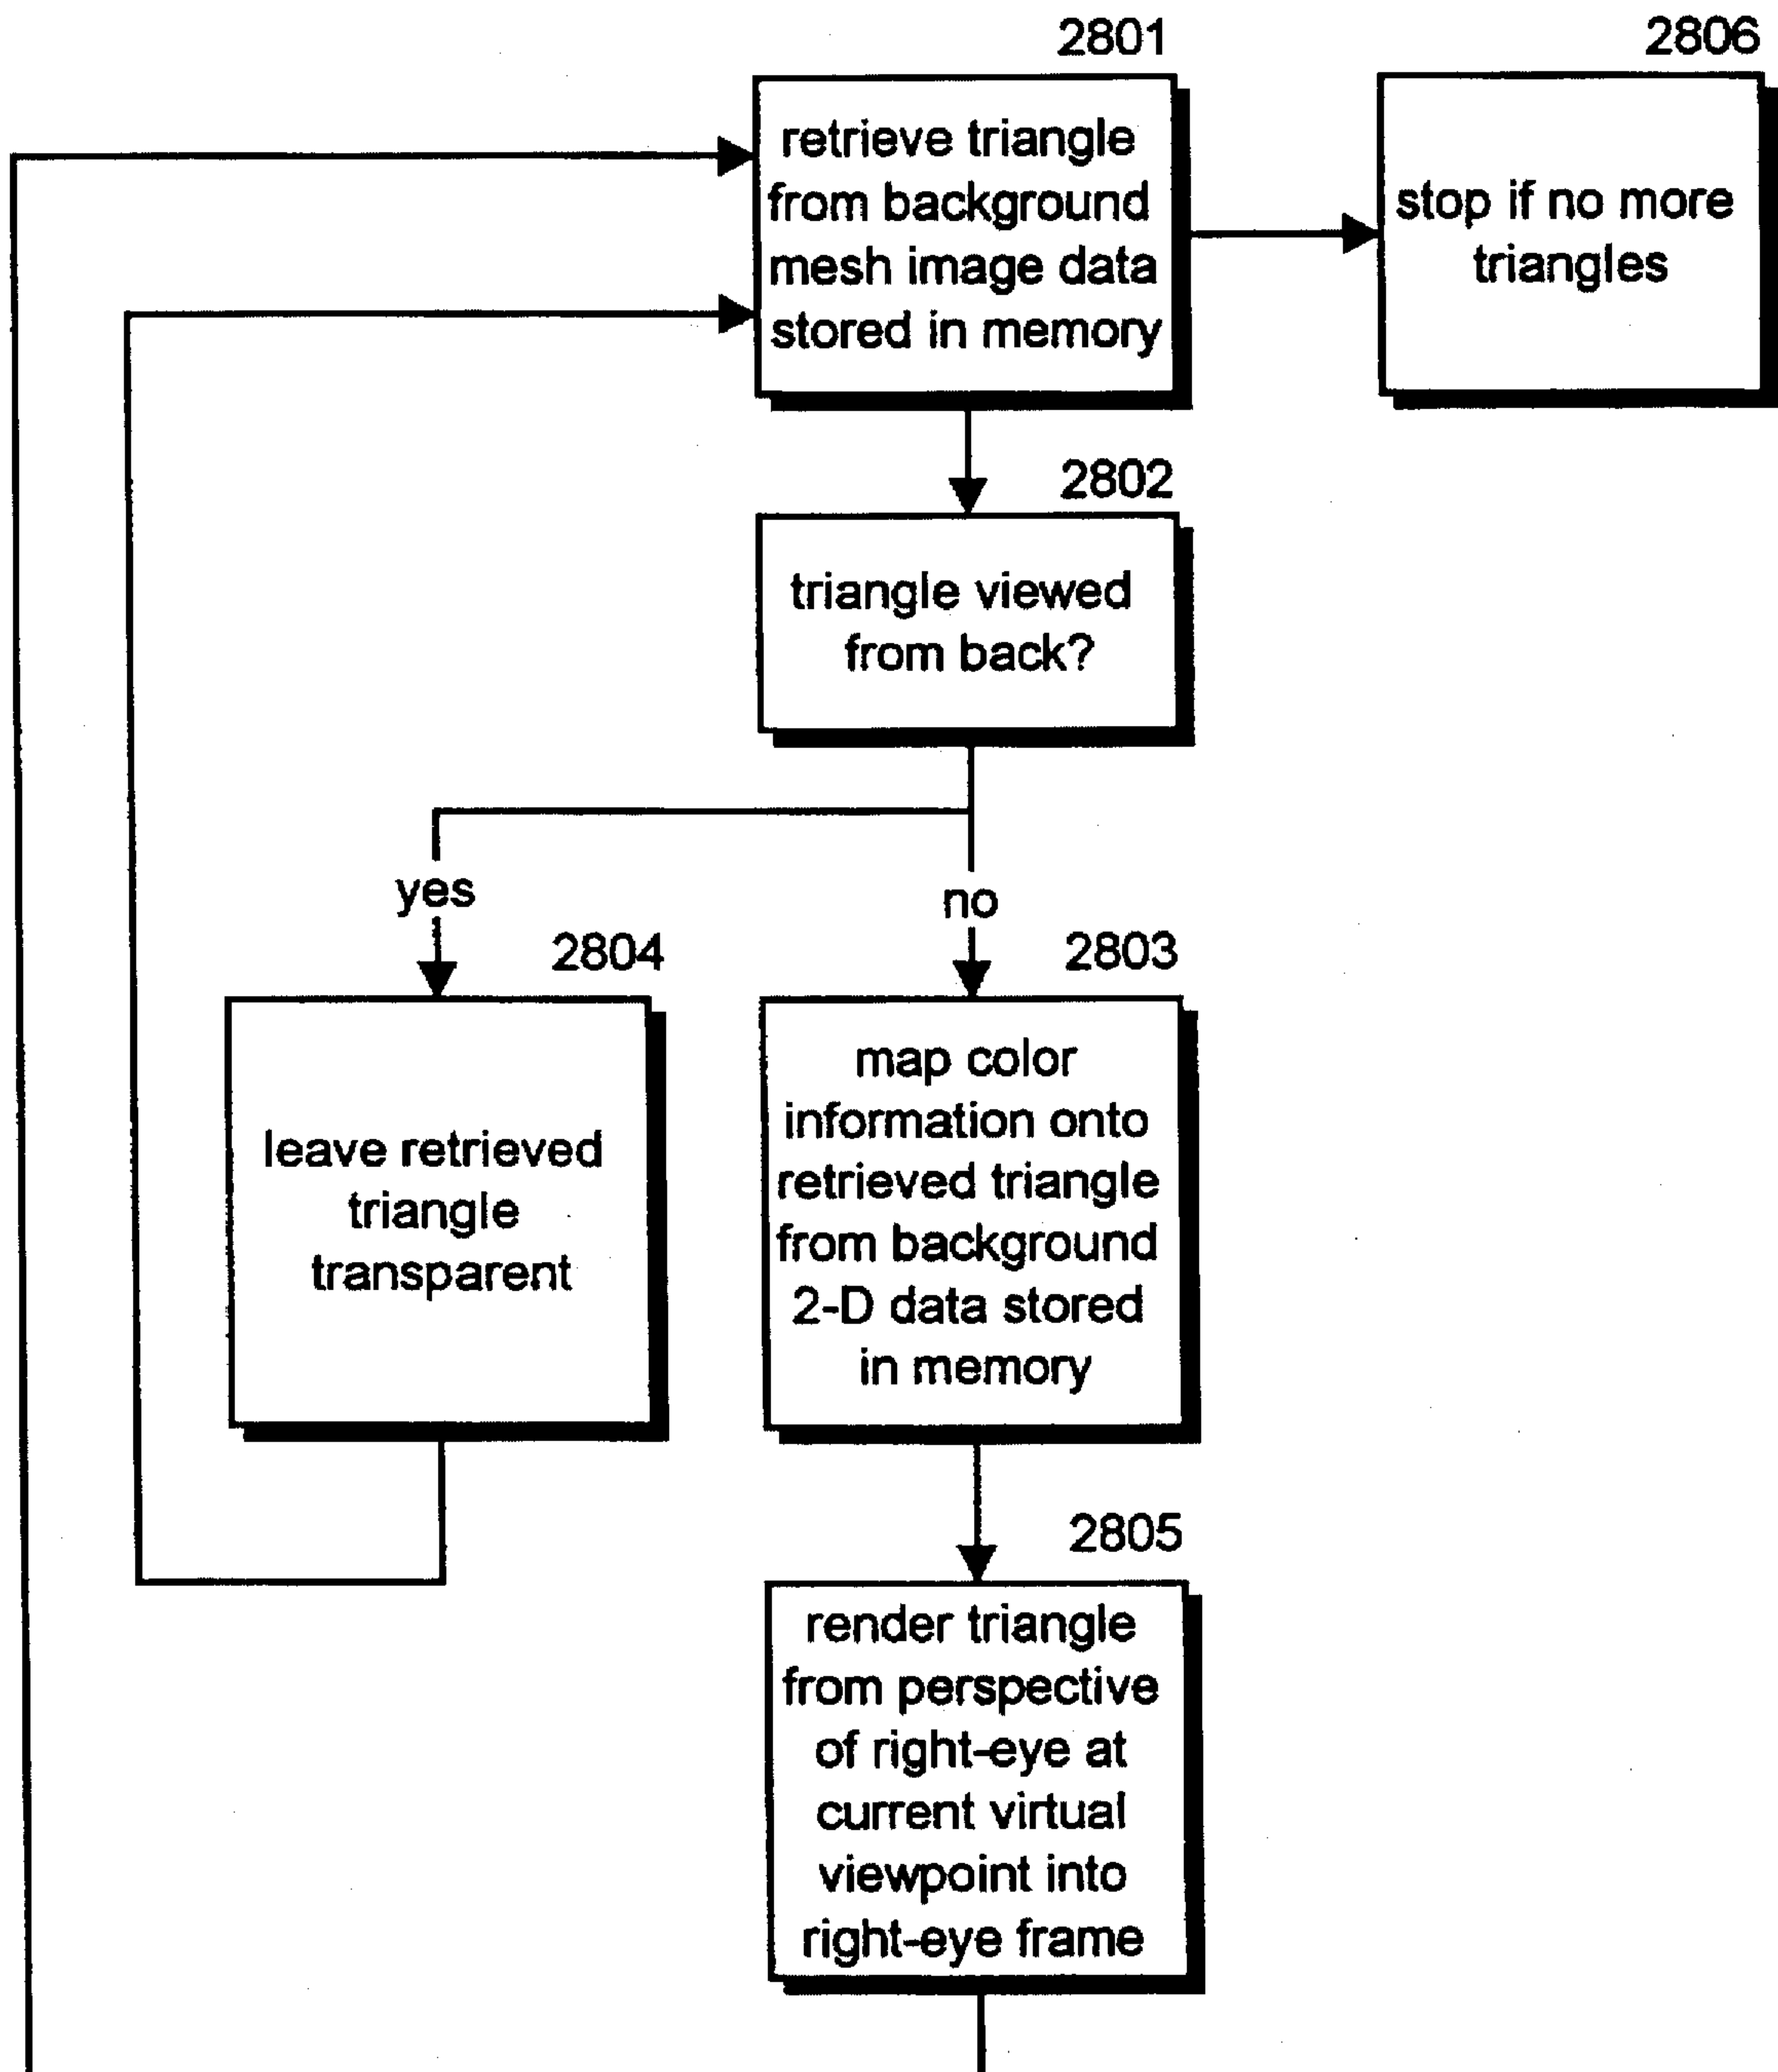 2801
retrieve triangle
from background
mesh image data
stored in memory
2806
stop if no more
triangles
2802
triangle viewed
from back?
yes
no
2804
leave retrieved
triangle
transparent
2803
map color
information onto
retrieved triangle
from background
2-D data stored
in memory
2805
render triangle
from perspective
of right-eye at
current virtual
viewpoint into
right-eye frame